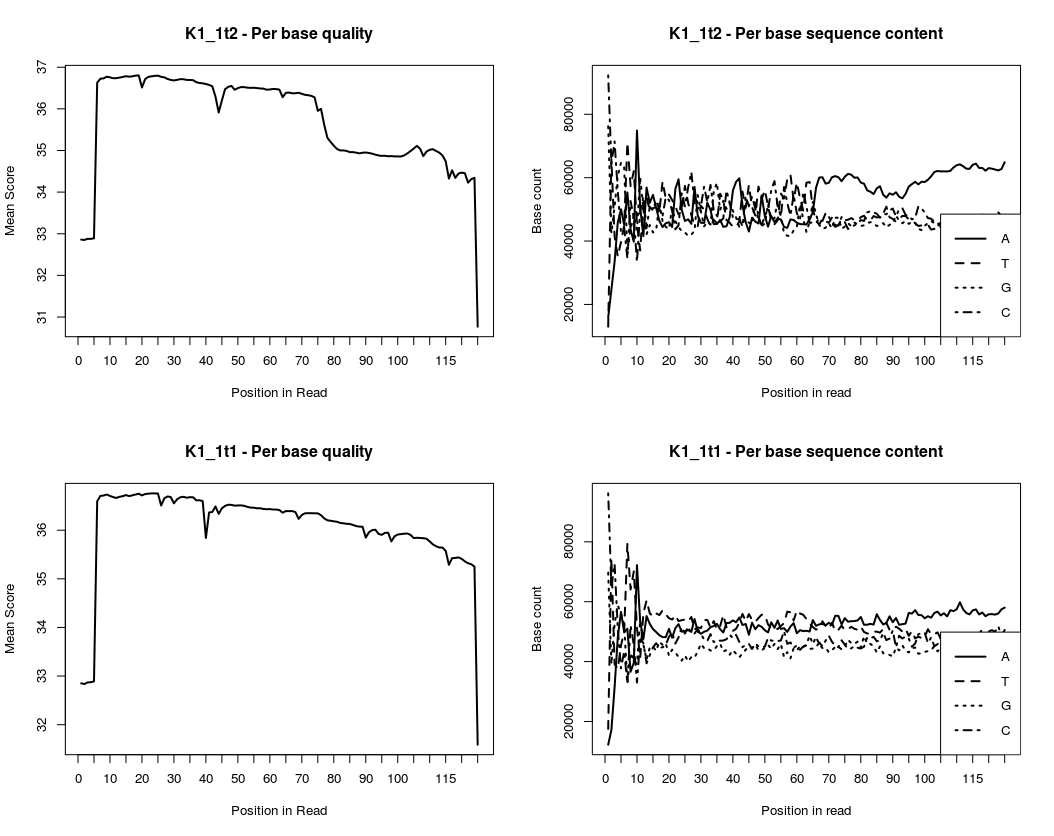 K1_1t2 - Per base quality
Mean Score
37
36
35
34
33
32
31
0 10 20 30 40 50 60 70 80 90 100 115
Position in Read
K1_1t2 - Per base sequence content
Base count
80000
60000
40000
20000
A
T
G
C
0 10 20 30 40 50 60 70 80 90 100 115
Position in read
K1_1t1 - Per base quality
Mean Score
36
35
34
33
32
0 10 20 30 40 50 60 70 80 90 100 115
Position in Read
K1_1t1 - Per base sequence content
Base count
80000
60000
40000
20000
A
T
G
C
0 10 20 30 40 50 60 70 80 90 100 115
Position in read